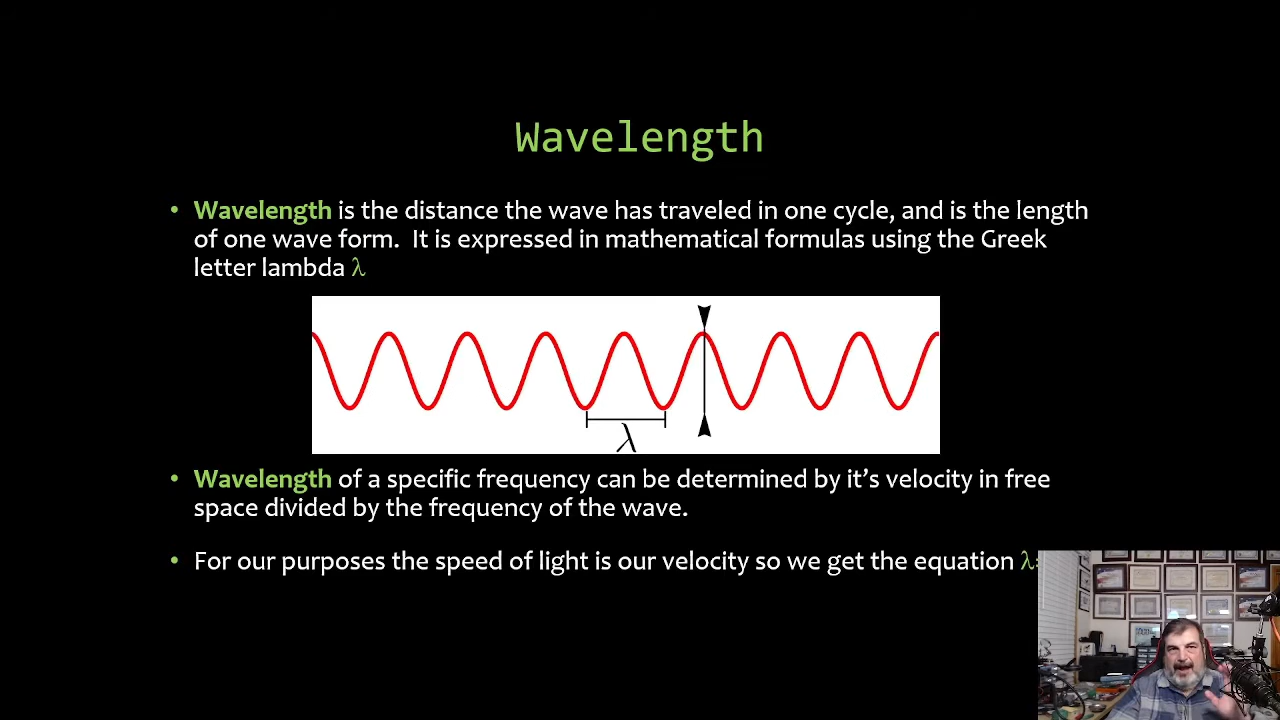 Wavelength
• Wavelength is the distance the wave has traveled in one cycle, and is the length
of one wave form.  It is expressed in mathematical formulas using the Greek
letter lambda λ
λ
• Wavelength of a specific frequency can be determined by it's velocity in free
space divided by the frequency of the wave.
• For our purposes the speed of light is our velocity so we get the equation λ=